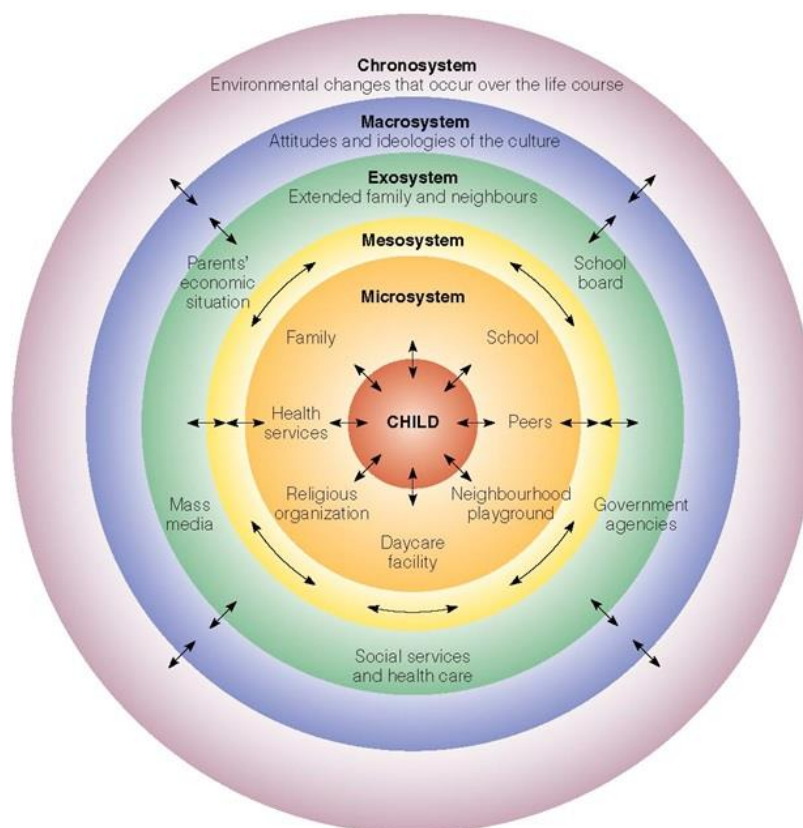 Chronosystem
Environmental changes that occur over the life course
Macrosystem
Attitudes and ideologies of the culture
Exosystem
Extended family and neighbours
Mesosystem
Parents'
economic
situation
School
board
Microsystem
Family
School
Health
services
CHILD
Peers
Religious
organization
Neighbourhood
playground
Mass
media
Government
agencies
Daycare
facility
Social services
and health care